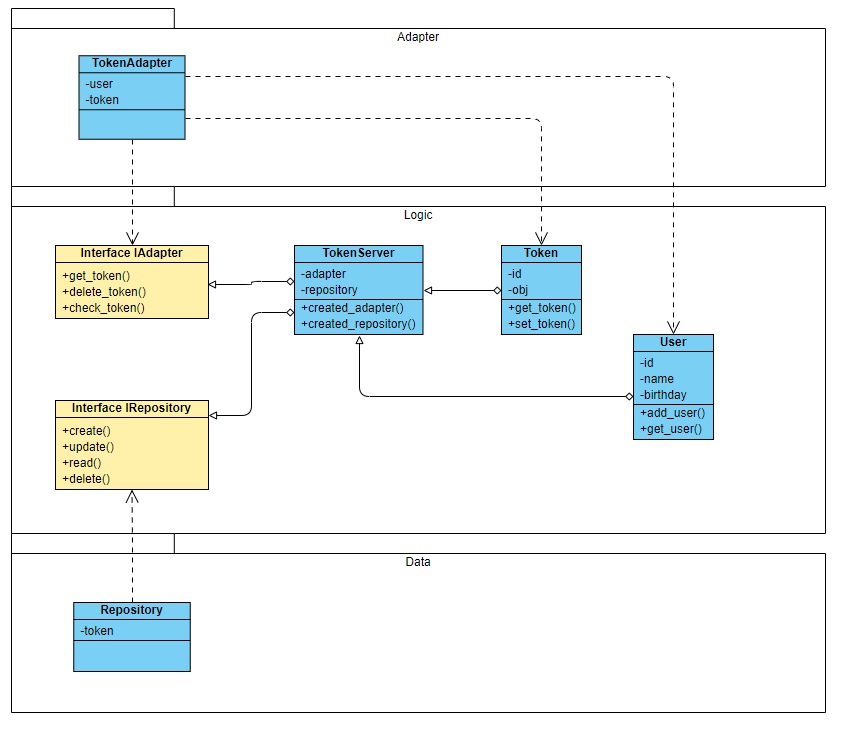 Adapter
TokenAdapter
-user
-token
Logic
Interface IAdapter
+get_token()
+delete_token()
+check_token()
TokenServer
-adapter
-repository
+created_adapter()
+created_repository()
Token
-id
-obj
+get_token()
+set_token()
User
-id
-name
-birthday
+add_user()
+get_user()
Interface IRepository
+create()
+update()
+read()
+delete()
Data
Repository
-token